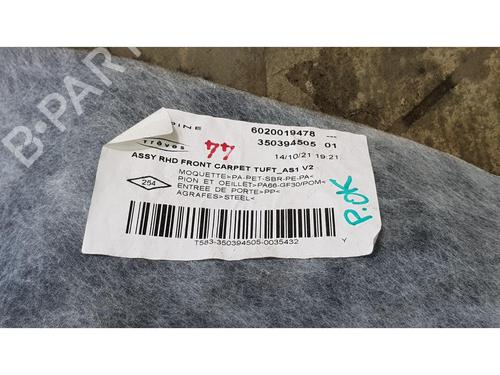 B-PARTS
PINE
Trèves
77
6020019478 ---
350394505 01
14/10/21 19:21
ASSY RHD FRONT CARPET TUFT_AS1 V2
254
MOQUETTE>PA-PET-SBR-PE-PA<
PION ET OEILLET>PA66-GF30/POM<
ENTREE DE PORTE>PP<
AGRAFES>STEEL<
T583-350394505-0035432
Y
P.OK